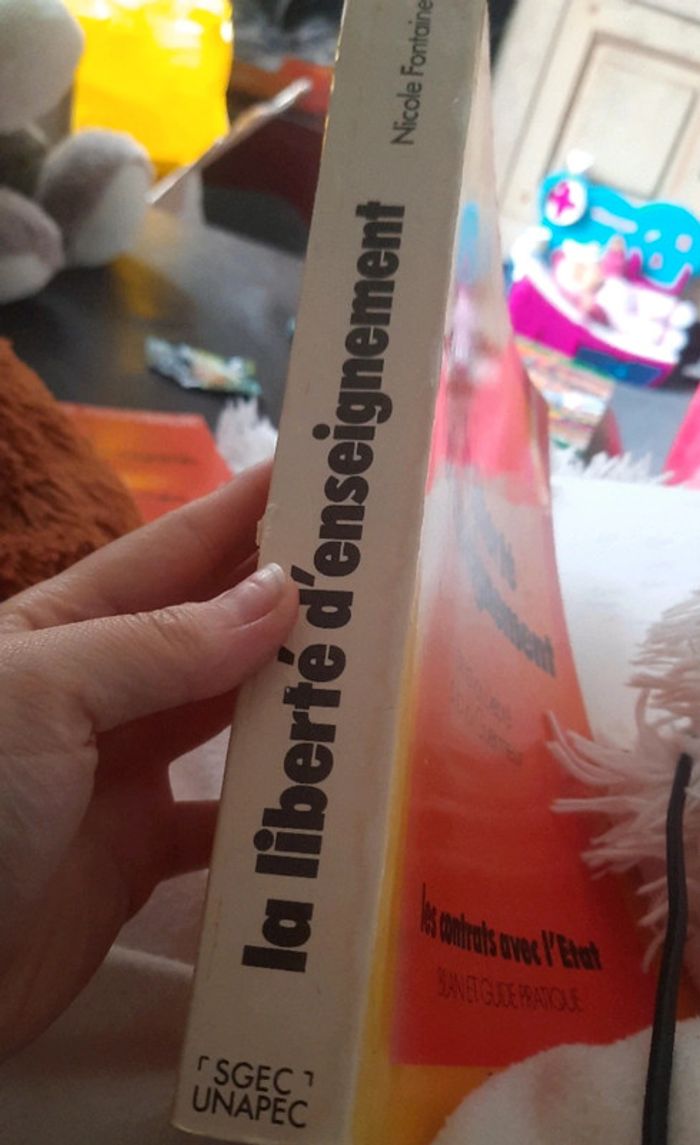 Nicole Fontaine
la liberté d'enseignement
SGEC
UNAPEC
les contrats avec l'Etat
BILAN ET GUIDE PRATIQUE